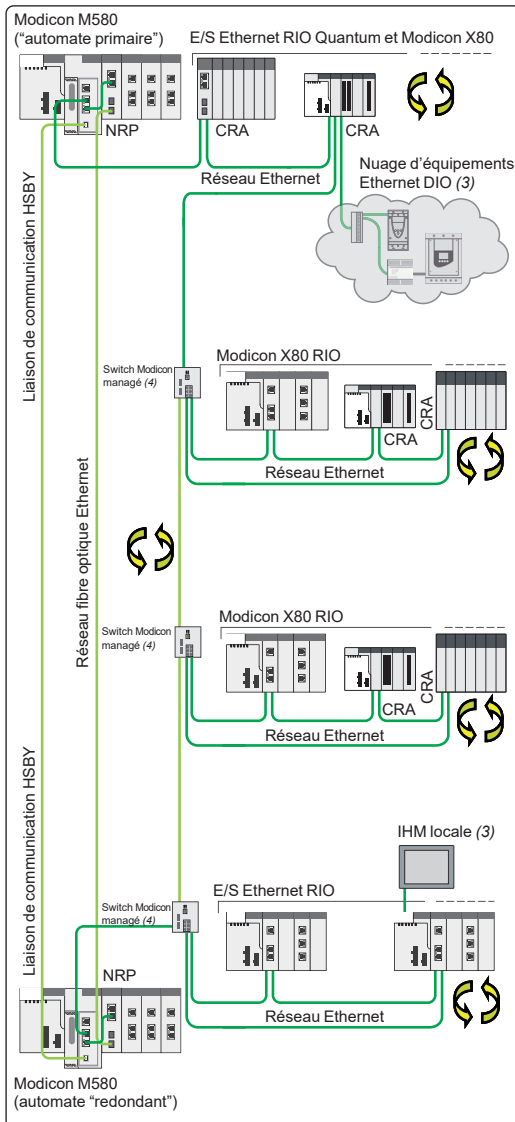 Modicon M580
(“automate primaire”)
E/S Ethernet RIO Quantum et Modicon X80
NRP
CRA
CRA
Réseau Ethernet
Nuage d’équipements
Ethernet DIO (3)
Liaison de communication HSBY
Switch Modicon
managé (4)
Modicon X80 RIO
CRA
CRA
Réseau Ethernet
Réseau fibre optique Ethernet
Switch Modicon
managé (4)
Modicon X80 RIO
CRA
CRA
Réseau Ethernet
Liaison de communication HSBY
IHM locale (3)
E/S Ethernet RIO
Switch Modicon
managé (4)
NRP
Réseau Ethernet
Modicon M580
(automate “redondant”)